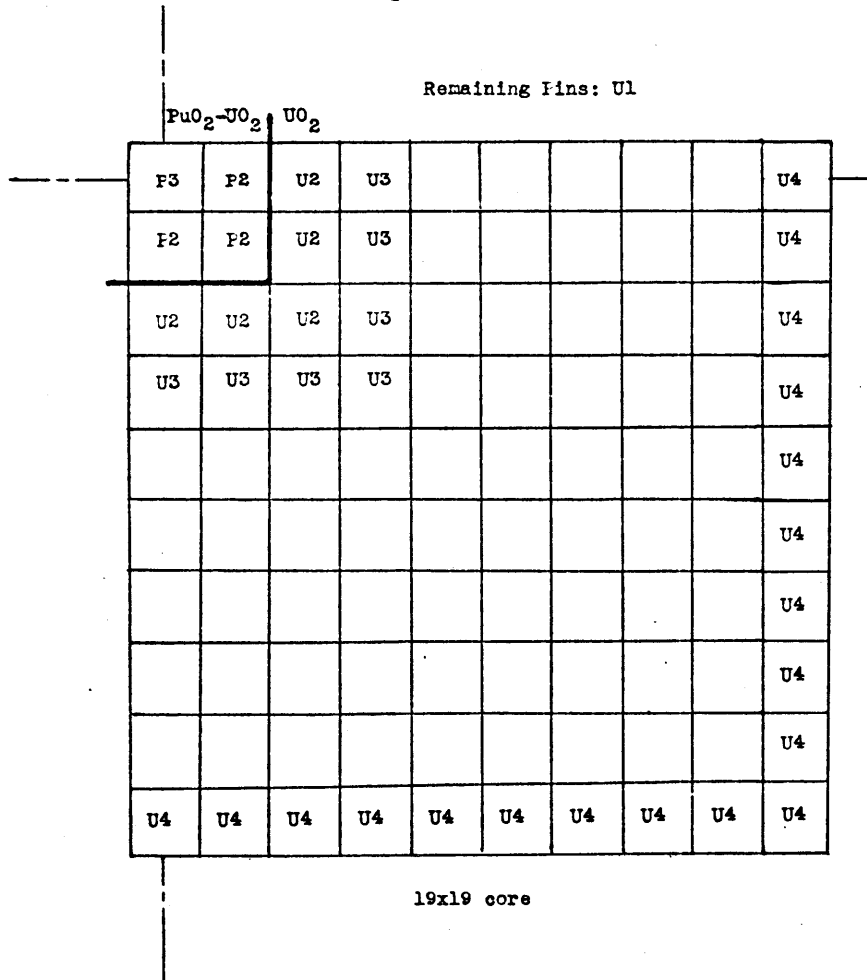 Remaining Pins: U1
PuO2-UO2 UO2
P3 P2 U2 U3 U4
P2 P2 U2 U3 U4
U2 U2 U2 U3 U4
U3 U3 U3 U3 U4
U4
U4
U4
U4
U4
U4 U4 U4 U4 U4 U4 U4 U4 U4 U4
19x19 core